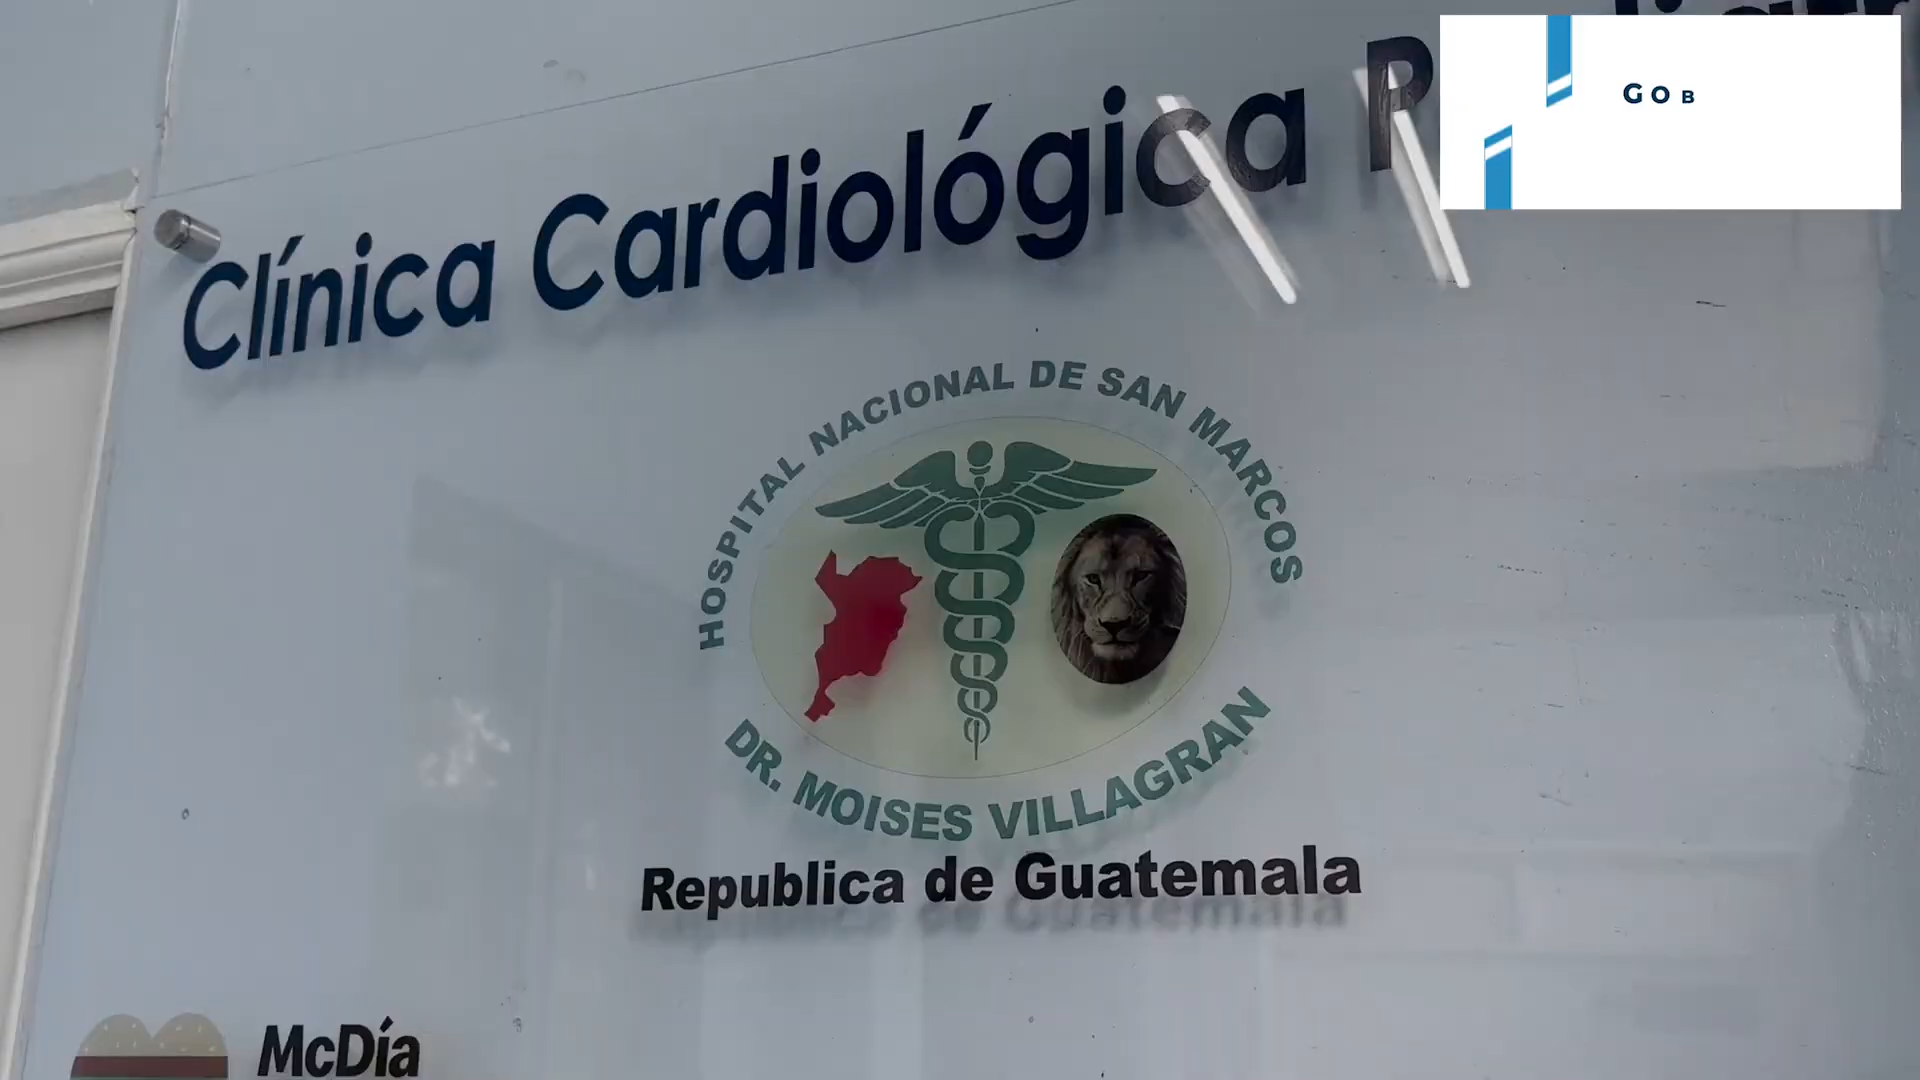 Clínica Cardiológica
GOB
HOSPITAL NACIONAL DE SAN MARCOS
DR. MOISES VILLAGRAN
Republica de Guatemala
McDía